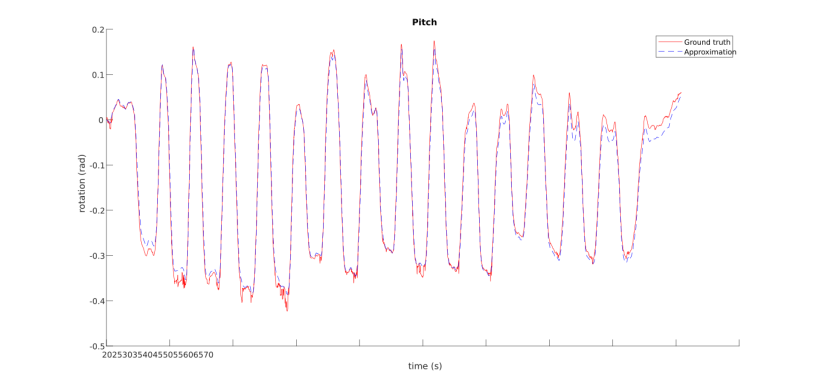 Pitch
0.2
Ground truth
Approximation
0.1
0
-0.1
-0.2
-0.3
-0.4
-0.5
rotation (rad)
2025303540455055606570
time (s)